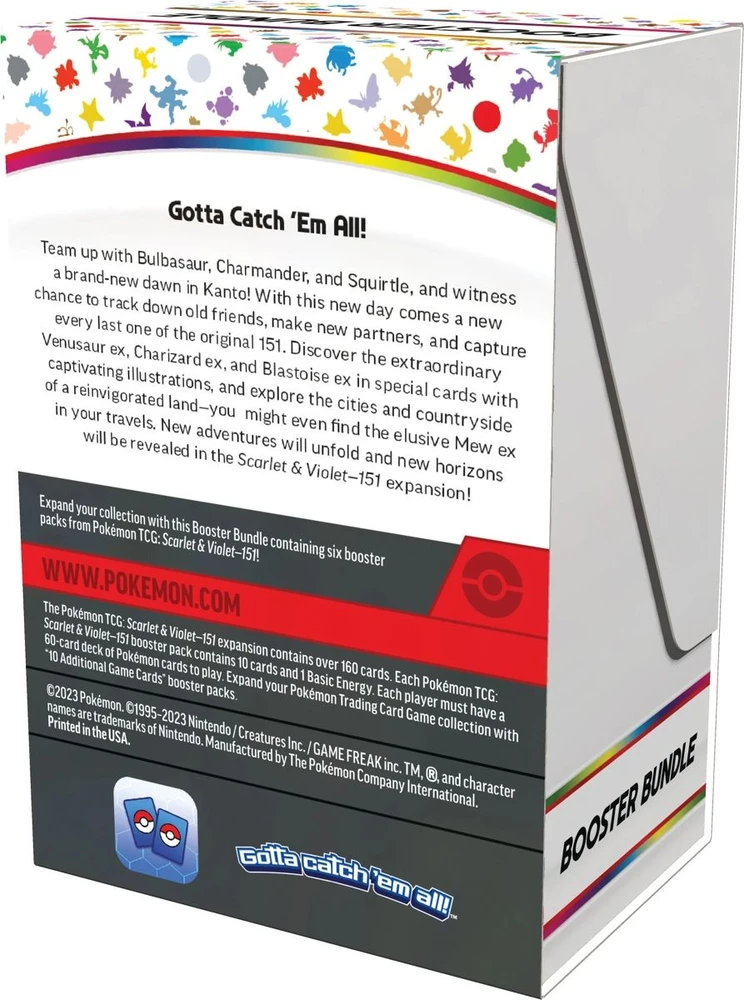 BOOSTER BUNDLE
Gotta Catch 'Em All!
Team up with Bulbasaur, Charmander, and Squirtle, and witness
a brand-new dawn in Kanto! With this new day comes a new
chance to track down old friends, make new partners, and capture
every last one of the original 151. Discover the extraordinary
Venusaur ex, Charizard ex, and Blastoise ex in special cards with
captivating illustrations, and explore the cities and countryside
of a reinvigorated land—you might even find the elusive Mew ex
in your travels. New adventures will unfold and new horizons
will be revealed in the Scarlet & Violet—151 expansion!
Expand your collection with this Booster Bundle containing six booster
packs from Pokémon TCG: Scarlet & Violet—151!
WWW.POKEMON.COM
The Pokémon TCG: Scarlet & Violet—151 expansion contains over 160 cards. Each Pokémon TCG:
Scarlet & Violet—151 booster pack contains 10 cards and 1 Basic Energy. Each player must have a
60-card deck of Pokémon cards to play. Expand your Pokémon Trading Card Game collection with
"10 Additional Game Cards" booster packs.
©2023 Pokémon. ©1995-2023 Nintendo / Creatures Inc. / GAME FREAK inc. TM, ®, and character
names are trademarks of Nintendo. Manufactured by The Pokémon Company International.
Printed in the USA.
Gotta catch 'em all!™
BOOSTER BUNDLE